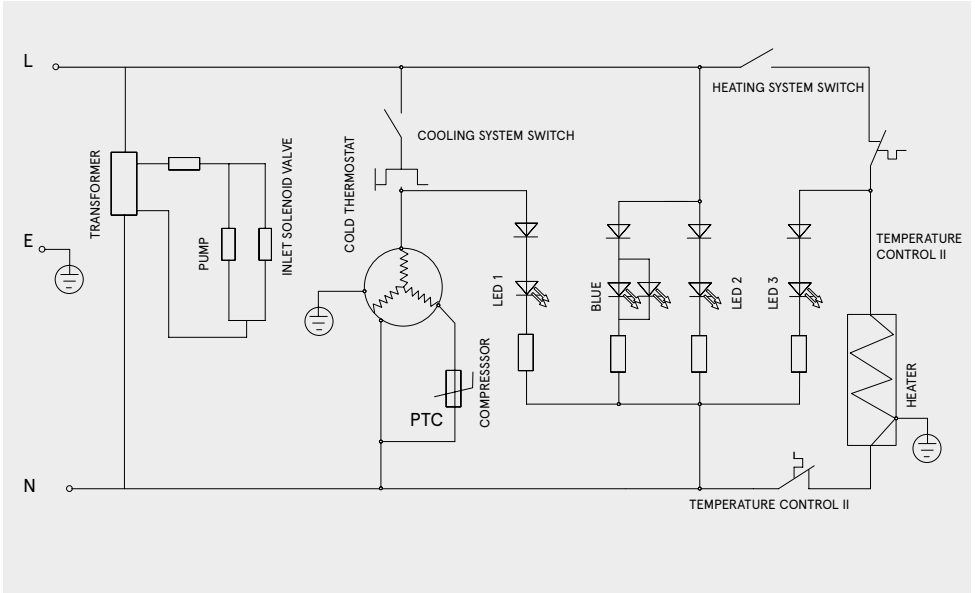 L
HEATING SYSTEM SWITCH
COOLING SYSTEM SWITCH
TRANSFORMER
INLET SOLENOID VALVE
COLD THERMOSTAT
E
PUMP
TEMPERATURE
CONTROL II
LED 1
BLUE
LED 2
LED 3
COMPRESSSOR
PTC
HEATER
N
TEMPERATURE CONTROL II